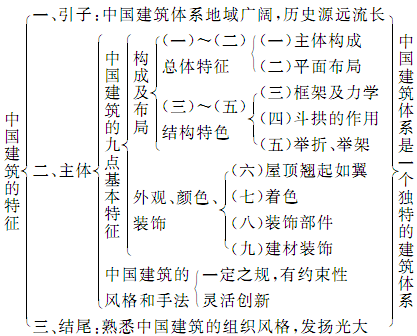 中国建筑的特征
一、引子:中国建筑体系地域广阔,历史源远流长
二、主体
中国建筑的九点基本特征
构成及布局
(一)～(二)
总体特征
(一)主体构成
(二)平面布局
(三)～(五)
结构特色
(三)框架及力学
(四)斗拱的作用
(五)举折、举架
外观、颜色、
装饰
(六)屋顶翘起如翼
(七)着色
(八)装饰部件
(九)建材装饰
中国建筑的
风格和手法
一定之规,有约束性
灵活创新
三、结尾:熟悉中国建筑的组织风格,发扬光大
中国建筑体系是一个独特的建筑体系